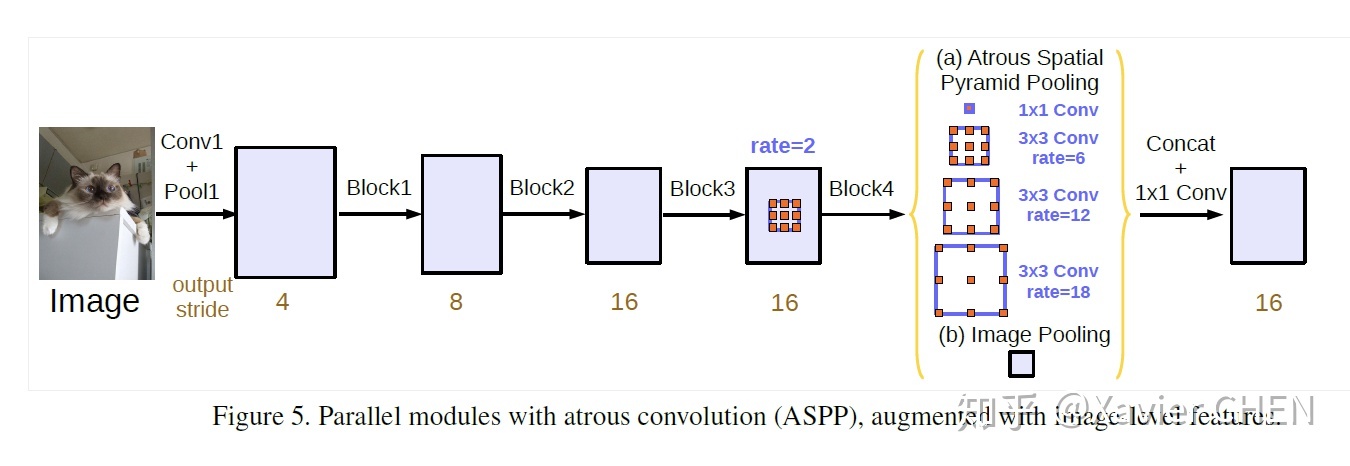 (a) Atrous Spatial
Pyramid Pooling
1x1 Conv
3x3 Conv
rate=6
3x3 Conv
rate=12
3x3 Conv
rate=18
(b) Image Pooling
Conv1
+
Pool1
Block1
Block2
Block3
rate=2
Block4
Concat
+
1x1 Conv
Image
output
stride
4
8
16
16
16
Figure 5. Parallel modules with atrous convolution (ASPP), augmented with image-level features.
知乎 @Xavier CHEN